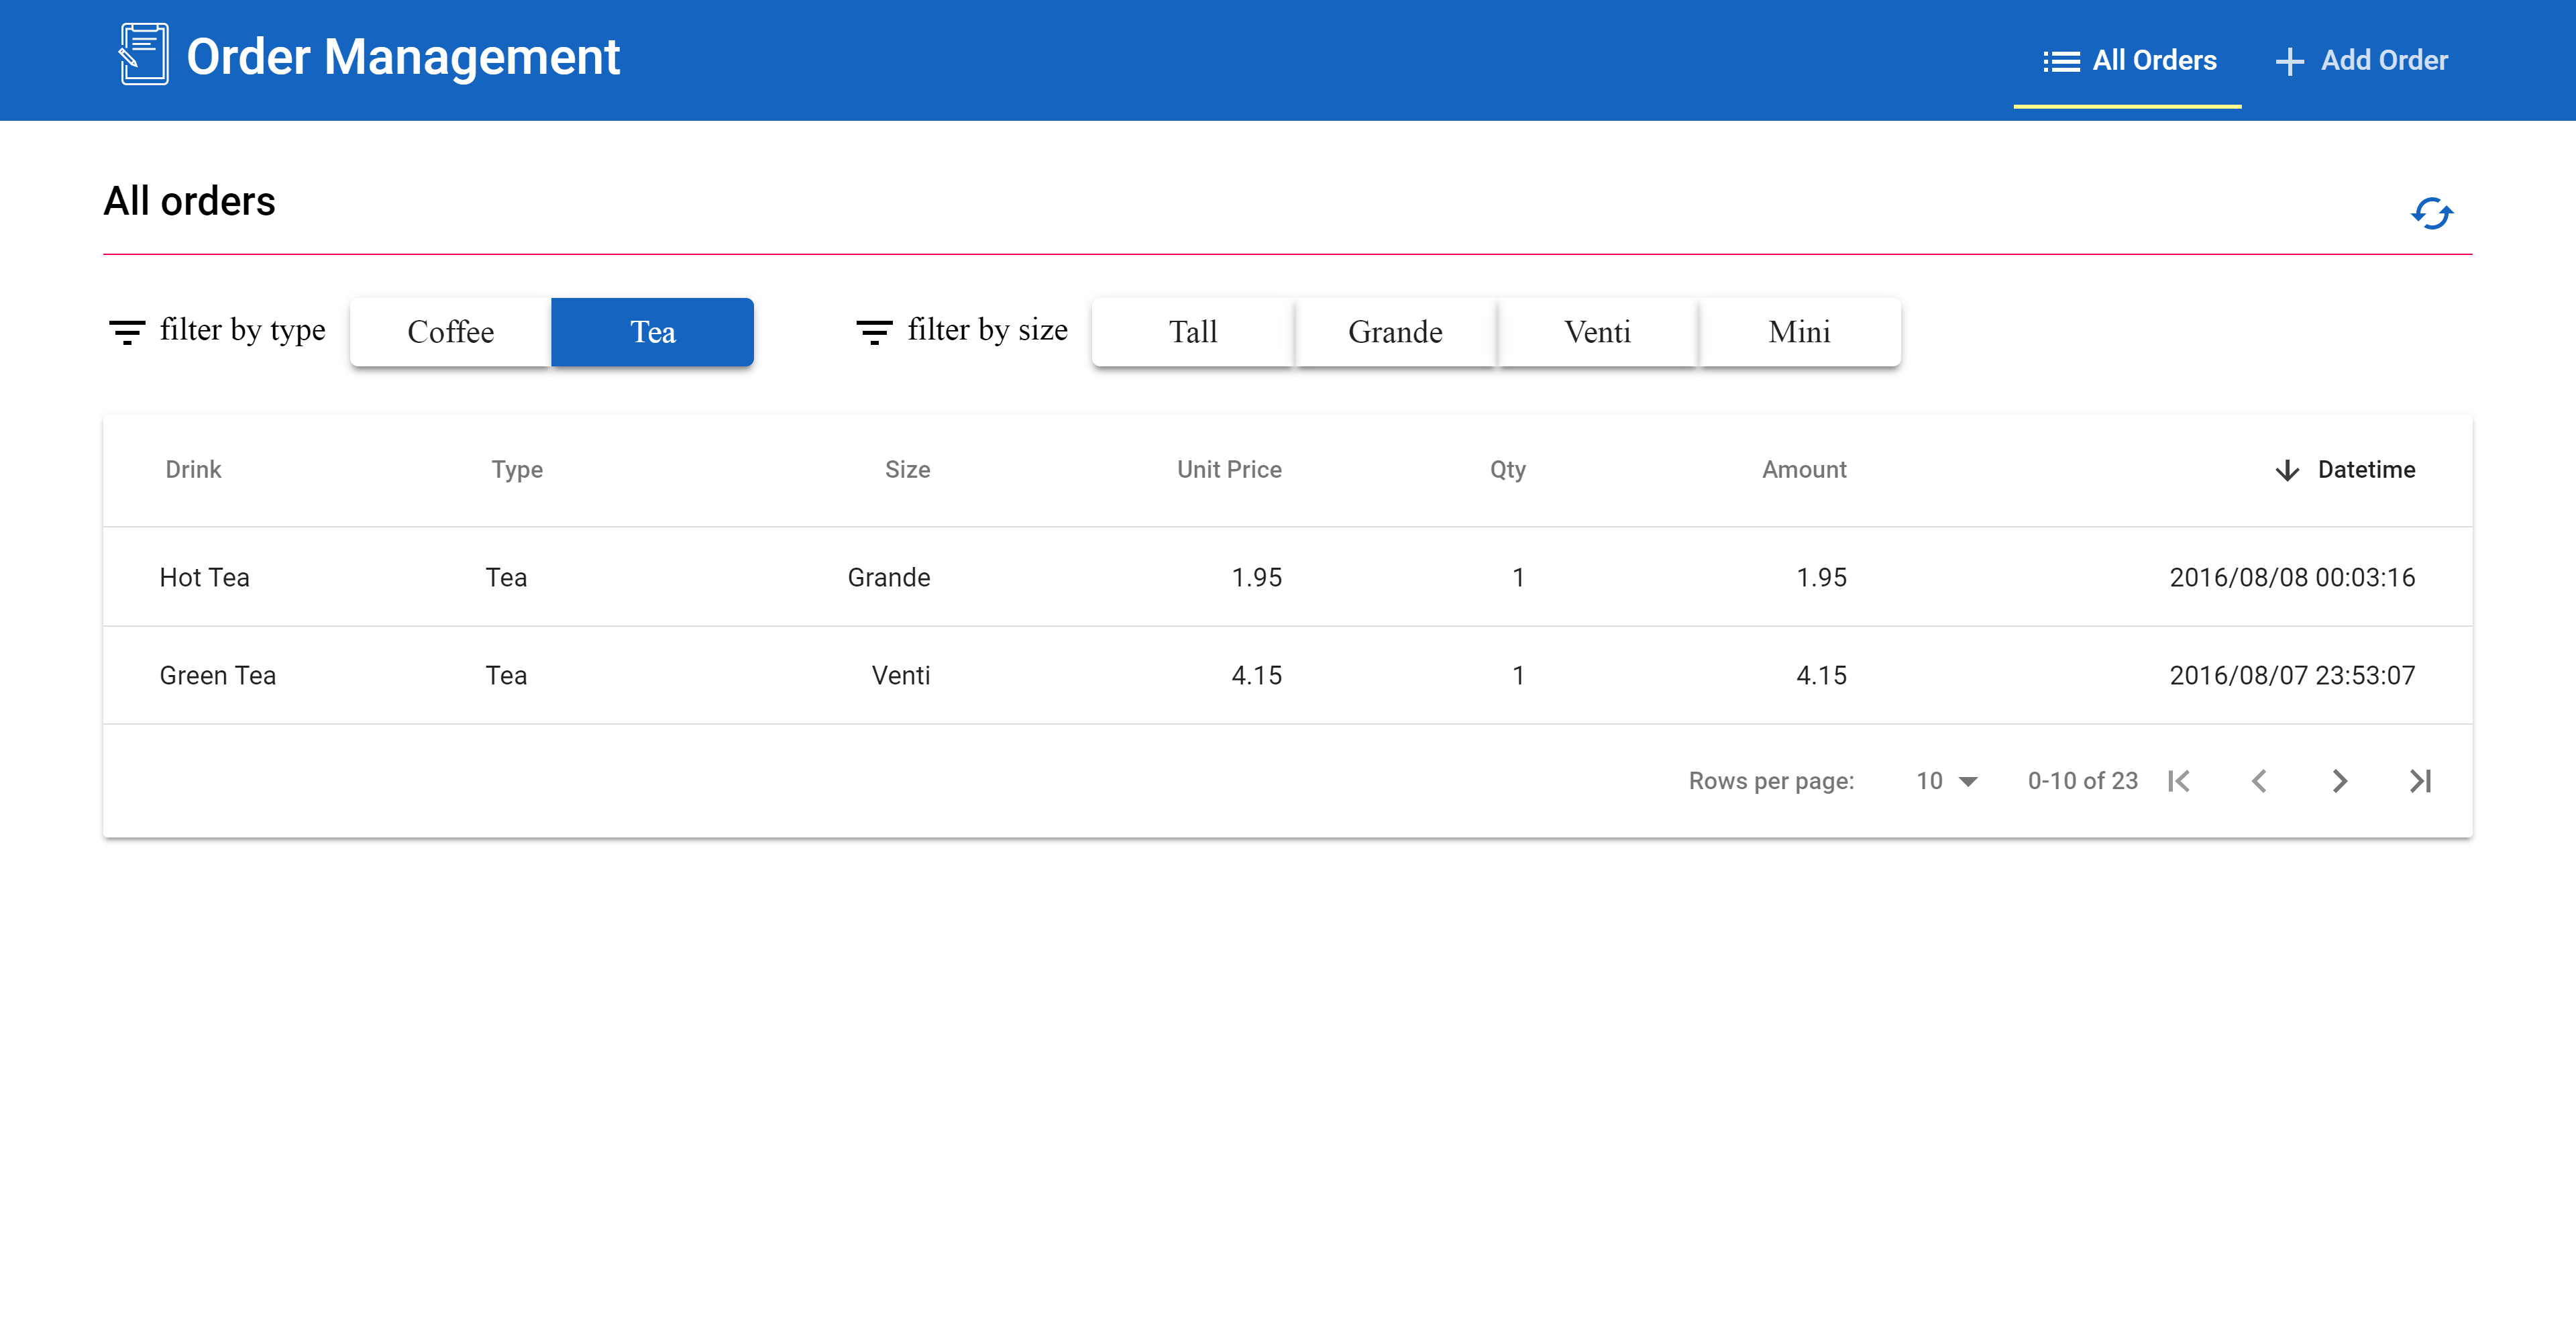 Order Management
All Orders
Add Order
All orders
filter by type Coffee Tea filter by size Tall Grande Venti Mini
Drink Type Size Unit Price Qty Amount Datetime
Hot Tea Tea Grande 1.95 1 1.95 2016/08/08 00:03:16
Green Tea Tea Venti 4.15 1 4.15 2016/08/07 23:53:07
Rows per page: 10 0-10 of 23